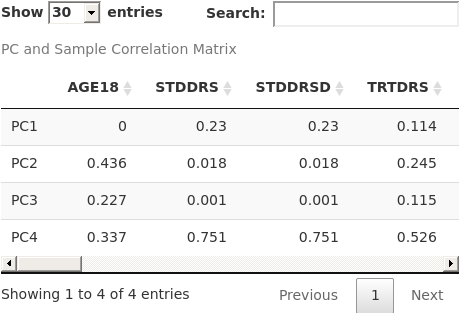 Show 30 entries Search:
PC and Sample Correlation Matrix
AGE18 STDDRS STDDRSD TRTDRS
PC1 0 0.23 0.23 0.114
PC2 0.436 0.018 0.018 0.245
PC3 0.227 0.001 0.001 0.115
PC4 0.337 0.751 0.751 0.526
Showing 1 to 4 of 4 entries Previous 1 Next